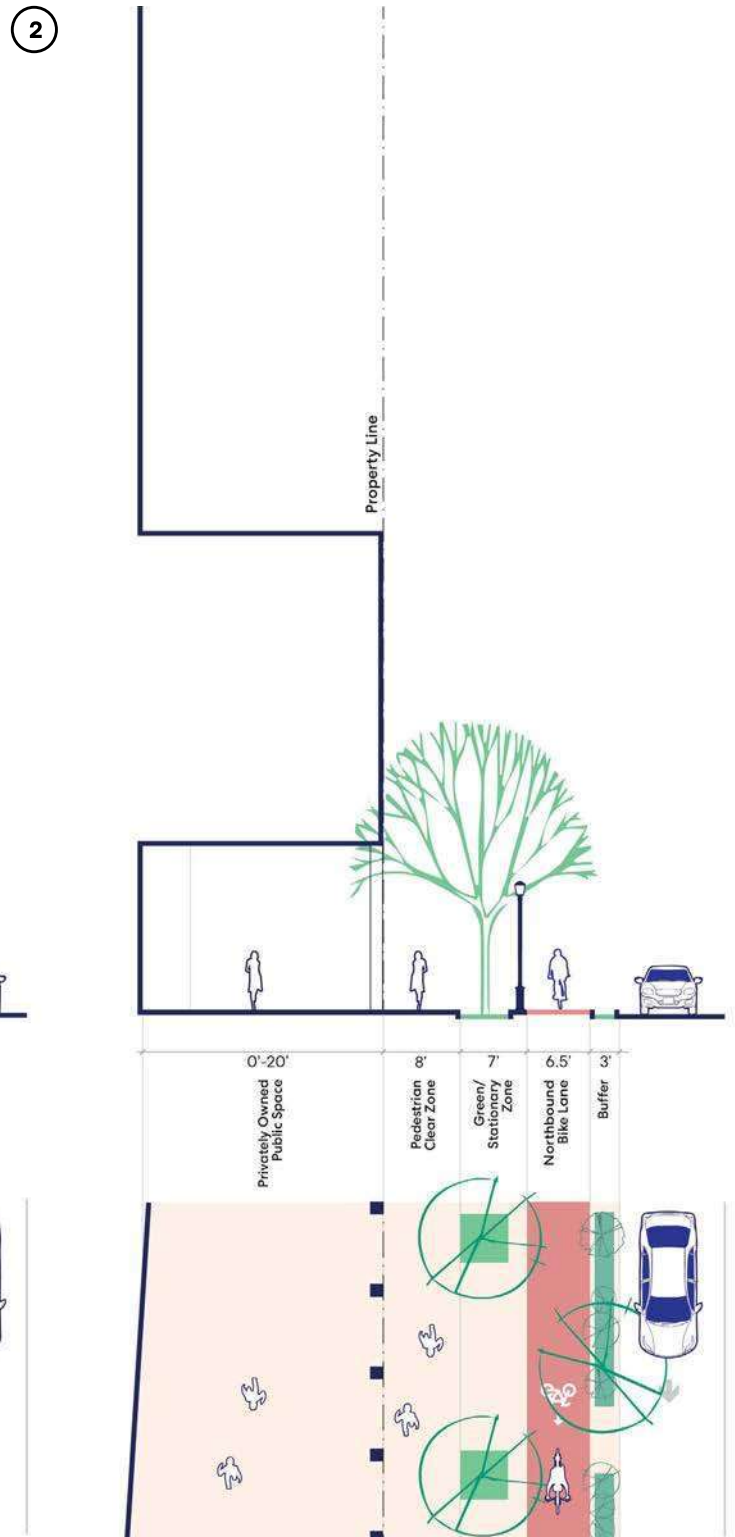 2
Property Line
0'-20'
8'
7'
6.5'
3'
Privately Owned
Public Space
Pedestrian
Clear Zone
Green/
Stationary
Zone
Northbound
Bike Lane
Buffer